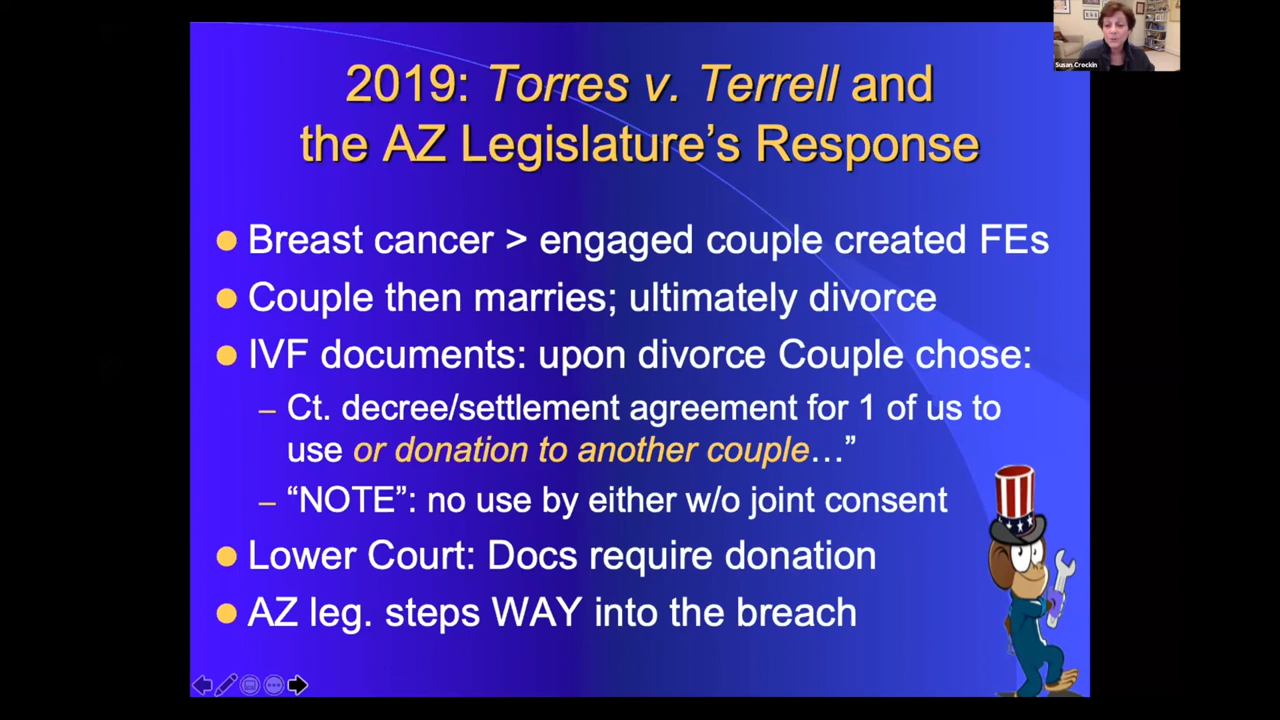 Susan Crockin
2019: Torres v. Terrell and
the AZ Legislature's Response
Breast cancer > engaged couple created FEs
Couple then marries; ultimately divorce
IVF documents: upon divorce Couple chose:
– Ct. decree/settlement agreement for 1 of us to
use or donation to another couple…”
– “NOTE”: no use by either w/o joint consent
Lower Court: Docs require donation
AZ leg. steps WAY into the breach